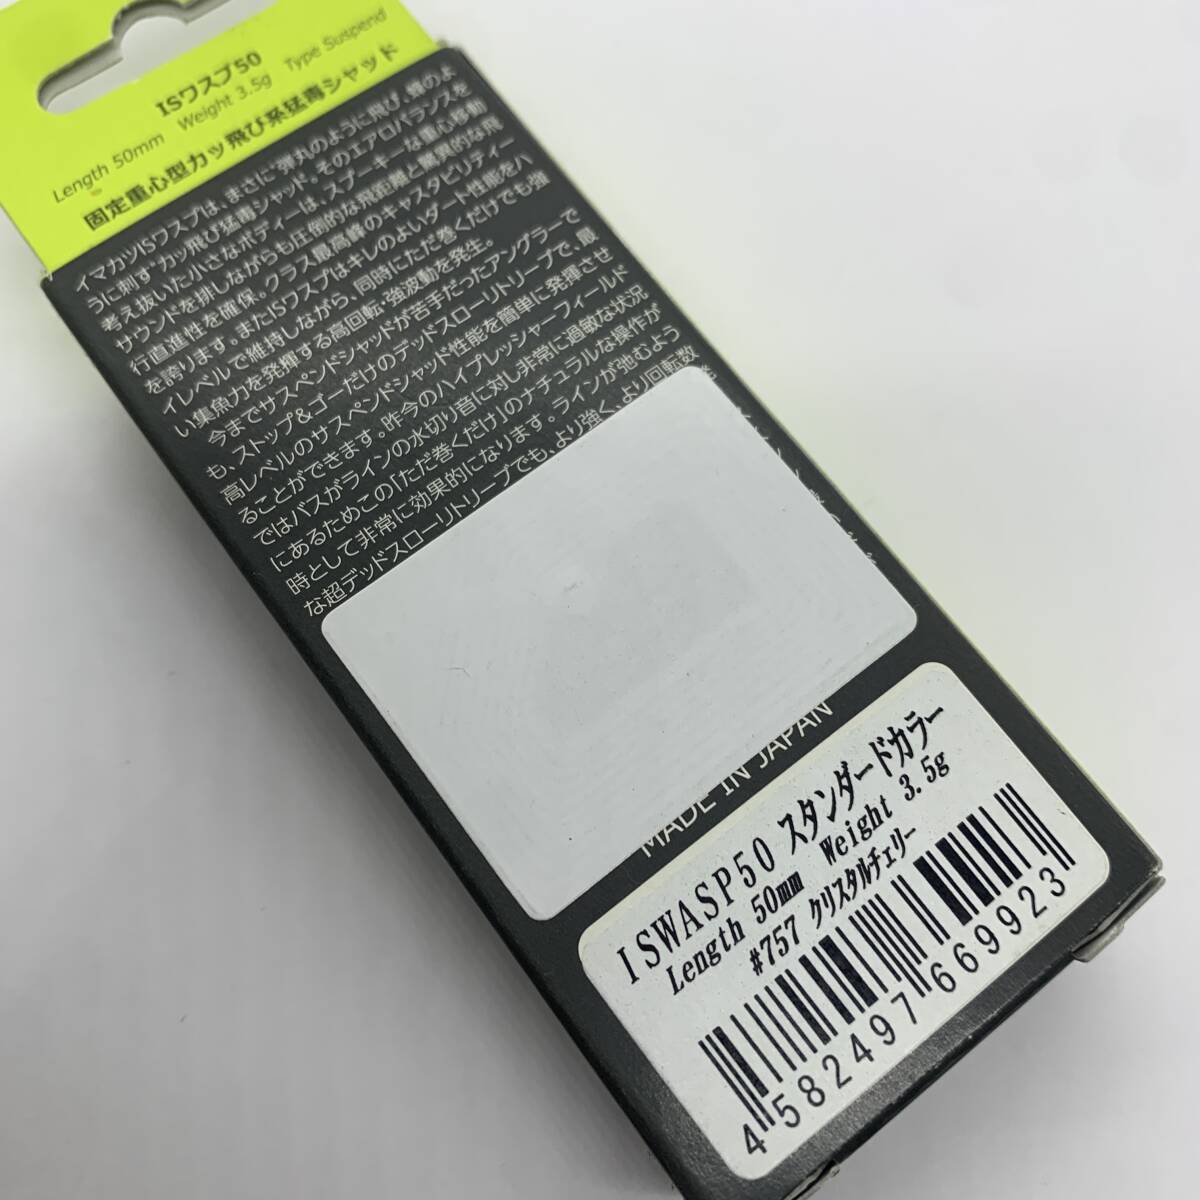 ISワスプ50
Length 50mm Weight 3.5g Type Suspend
固定重心型カッ飛び系猛毒シャッド
イマカツISワスプは、まさに"弾丸のように飛び、蜂のよ
うに刺す"カッ飛び猛毒シャッド。そのエアロバランスを
考え抜いた小さなボディーは、スプーキーな重心移動
サウンドを排しながらも圧倒的な飛距離と驚異的な飛
行直進性を確保。クラス最高峰のキャスタビリティー
を誇ります。またISワスプはキレのよいダート性能をハ
イレベルで維持しながら、同時にただ巻くだけでも強
い集魚力を発揮する高回転・強波動を発生。
今までサスペンドシャッドが苦手だったアングラーで
も、ストップ&ゴーだけのデッドスローリトリーブで、最
高レベルのサスペンドシャッド性能を簡単に発揮させ
ることができます。昨今のハイプレッシャーフィールド
ではバスがラインの水切り音に対し非常に過敏な状況
にあるためこの「ただ巻くだけ」のナチュラルな操作が
時として非常に効果的になります。ラインが弛むよう
な超デッドスローリトリーブでも、より強く、より回転数
MADE IN JAPAN
ISWASP50 スタンダードカラー
Length 50mm Weight 3.5g
#757 クリスタルチェリー
4582497669923